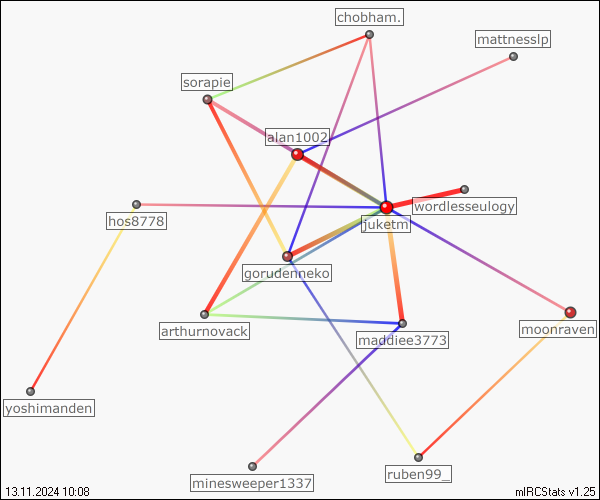 chobham.
mattnesslp
sorapie
alan1002
wordlesseulogy
hos8778
juketm
gorudenneko
arthurnovack
moonraven
maddiee3773
yoshimanden
ruben99_
minesweeper1337
13.11.2024 10:08
mIRCStats v1.25